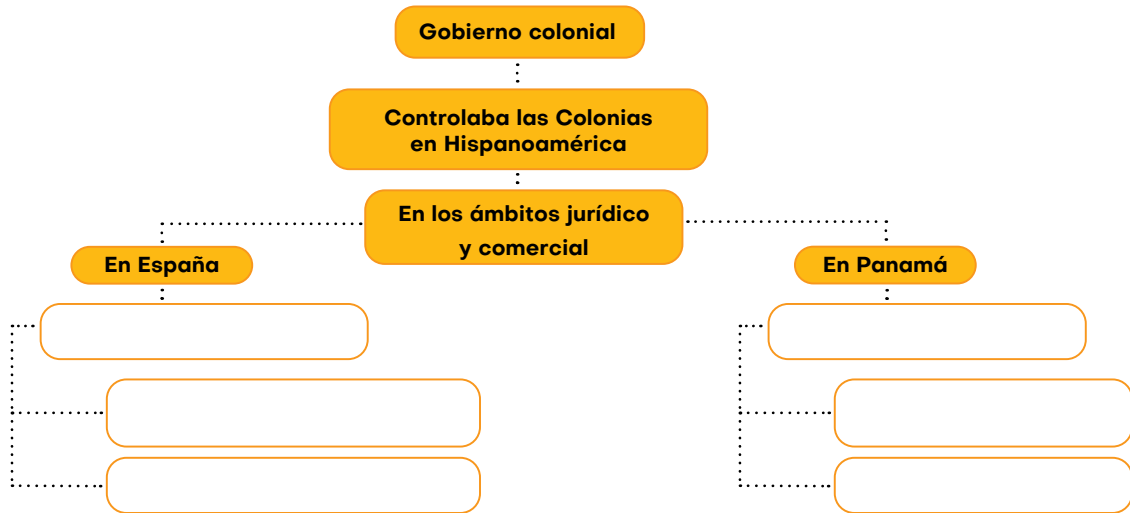 Gobierno colonial
Controlaba las Colonias
en Hispanoamérica
En los ámbitos jurídico
y comercial
En España
En Panamá